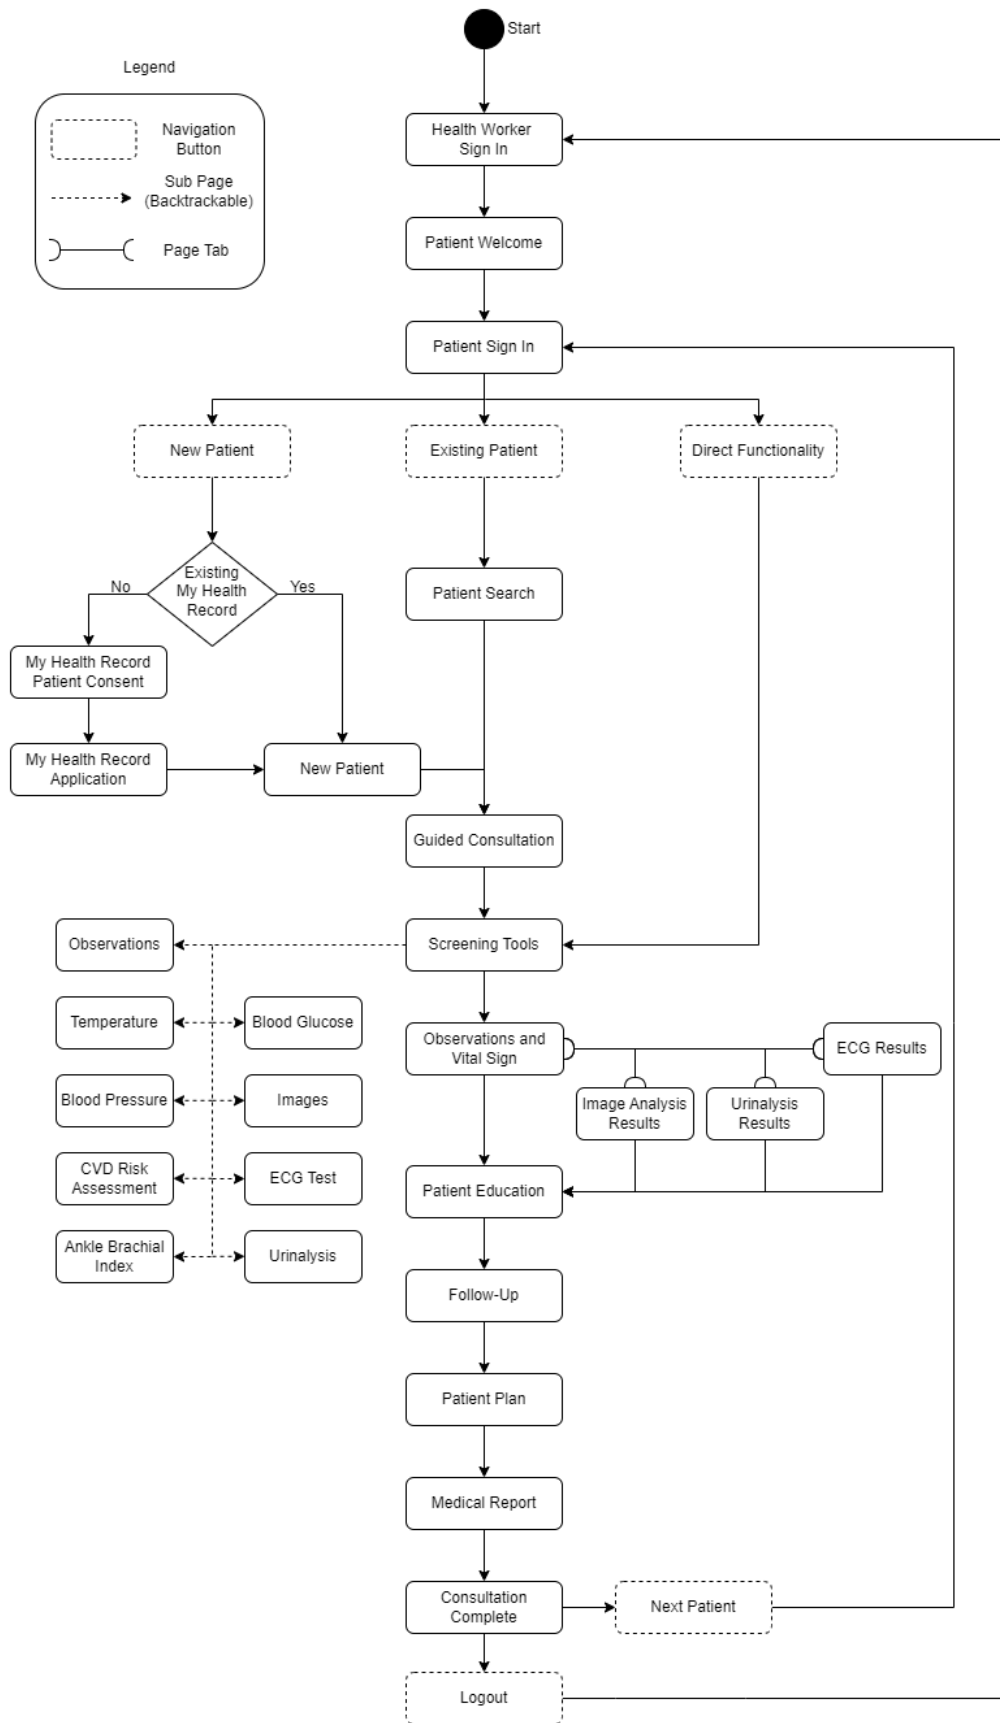 Start
Legend
Navigation
Button
Sub Page
(Backtrackable)
Page Tab
Health Worker
Sign In
Patient Welcome
Patient Sign In
New Patient
Existing Patient
Direct Functionality
Existing
My Health
Record
No
Yes
Patient Search
My Health Record
Patient Consent
My Health Record
Application
New Patient
Guided Consultation
Screening Tools
Observations
Temperature
Blood Glucose
Blood Pressure
Images
CVD Risk
Assessment
ECG Test
Ankle Brachial
Index
Urinalysis
Observations and
Vital Sign
ECG Results
Image Analysis
Results
Urinalysis
Results
Patient Education
Follow-Up
Patient Plan
Medical Report
Consultation
Complete
Next Patient
Logout